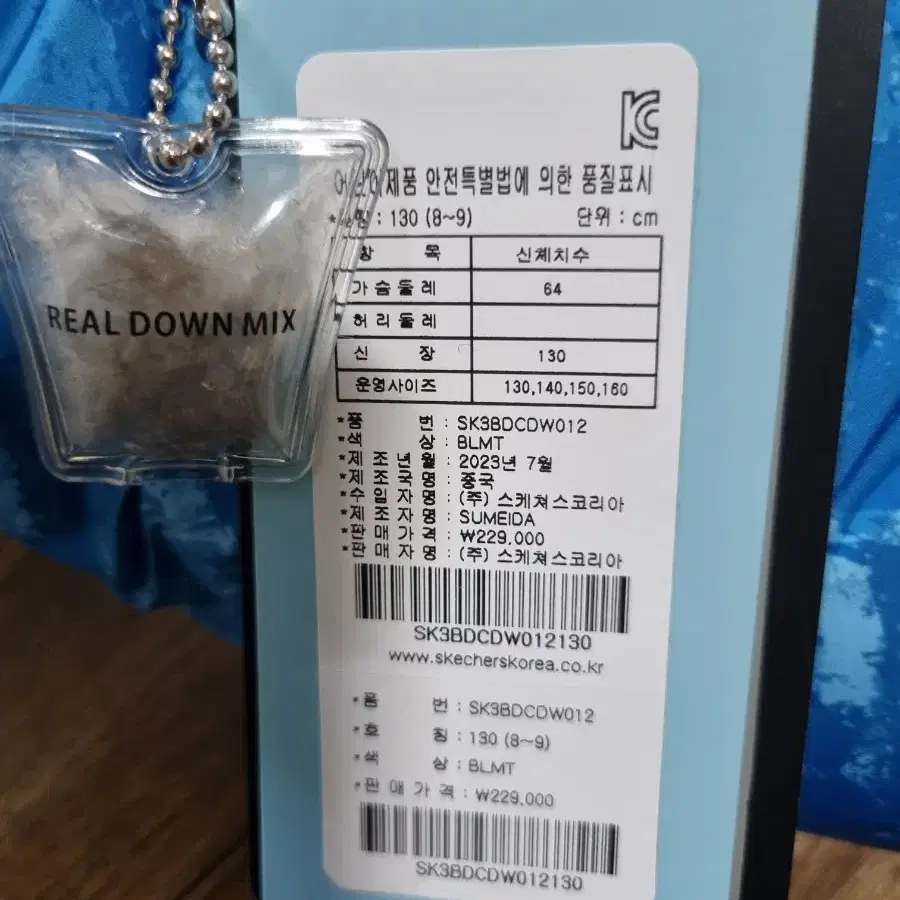 REAL DOWN MIX
KC
제품 안전특별법에 의한 품질표시
칭 : 130 (8~9) 단위 : cm
항 목 신체치수
가슴둘레 64
허리둘레
신 장 130
운영사이즈 130,140,150,160
*품 번 : SK3BDCDW012
*색 상 : BLMT
*제조년월 : 2023년 7월
*제조국명 : 중국
*수입자명 : (주) 스케쳐스코리아
*제조자명 : SUMEIDA
*판매가격 : ₩229,000
*판매자명 : (주) 스케쳐스코리아
SK3BDCDW012130
www.skecherskorea.co.kr
*품 번 : SK3BDCDW012
*호 칭 : 130 (8~9)
*색 상 : BLMT
*판매가격 : ₩229,000
SK3BDCDW012130